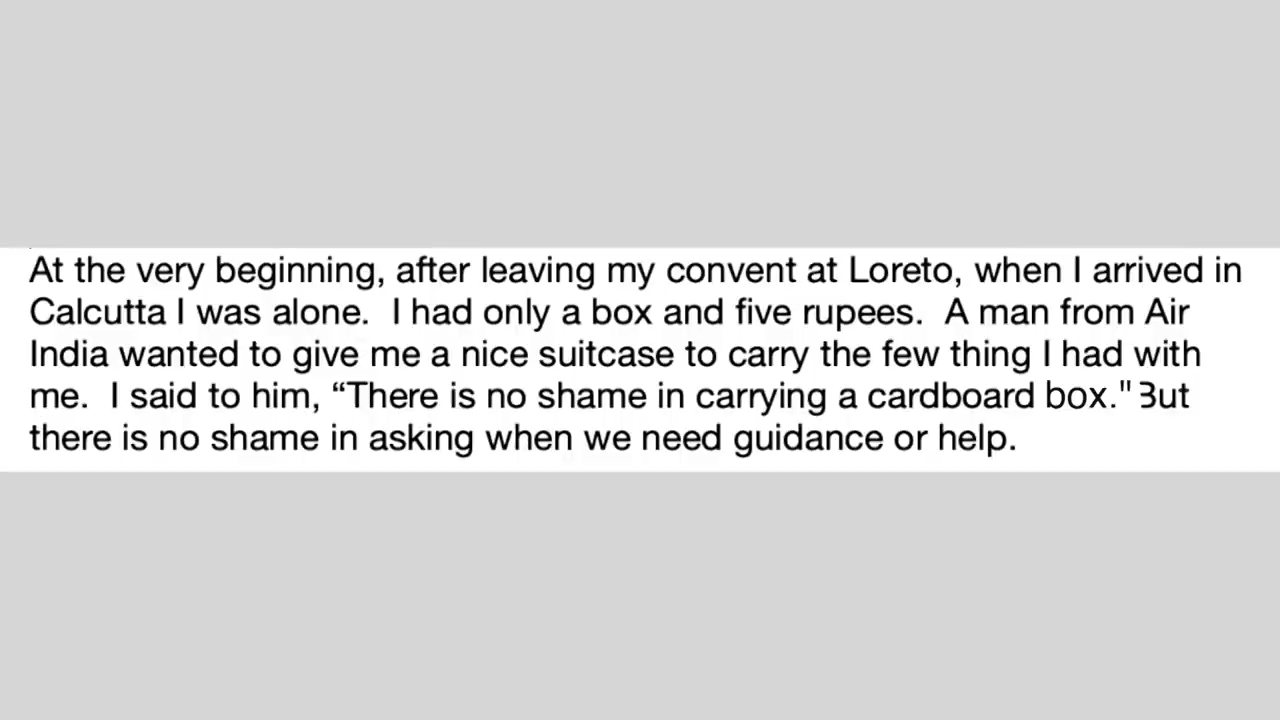 At the very beginning, after leaving my convent at Loreto, when I arrived in
Calcutta I was alone.  I had only a box and five rupees.  A man from Air
India wanted to give me a nice suitcase to carry the few thing I had with
me.  I said to him, “There is no shame in carrying a cardboard box." But
there is no shame in asking when we need guidance or help.